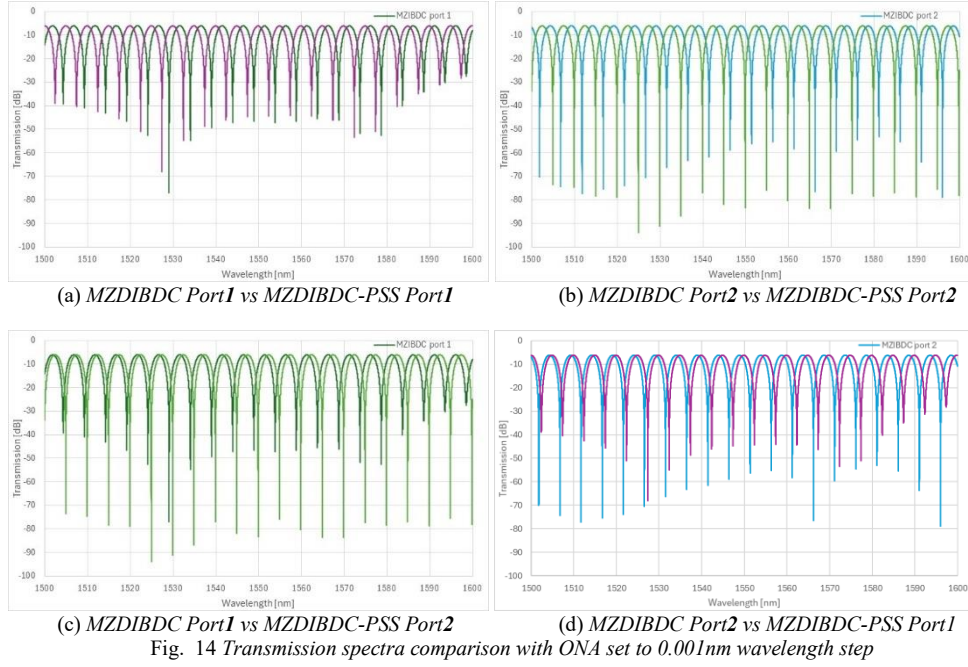 MZIBDC port 1
0
-10
-20
-30
-40
-50
-60
-70
-80
-90
-100
Transmission [dB]
1500 1510 1520 1530 1540 1550 1560 1570 1580 1590 1600
Wavelength [nm]
(a) MZDIBDC Port1 vs MZDIBDC-PSS Port1
MZIBDC port 2
0
-10
-20
-30
-40
-50
-60
-70
-80
-90
-100
Transmission [dB]
1500 1510 1520 1530 1540 1550 1560 1570 1580 1590 1600
Wavelength [nm]
(b) MZDIBDC Port2 vs MZDIBDC-PSS Port2
MZIBDC port 1
0
-10
-20
-30
-40
-50
-60
-70
-80
-90
-100
Transmission [dB]
1500 1510 1520 1530 1540 1550 1560 1570 1580 1590 1600
Wavelength [nm]
(c) MZDIBDC Port1 vs MZDIBDC-PSS Port2
MZIBDC port 2
0
-10
-20
-30
-40
-50
-60
-70
-80
-90
-100
Transmission [dB]
1500 1510 1520 1530 1540 1550 1560 1570 1580 1590 1600
Wavelength [nm]
(d) MZDIBDC Port2 vs MZDIBDC-PSS Port1
Fig. 14 Transmission spectra comparison with ONA set to 0.001nm wavelength step